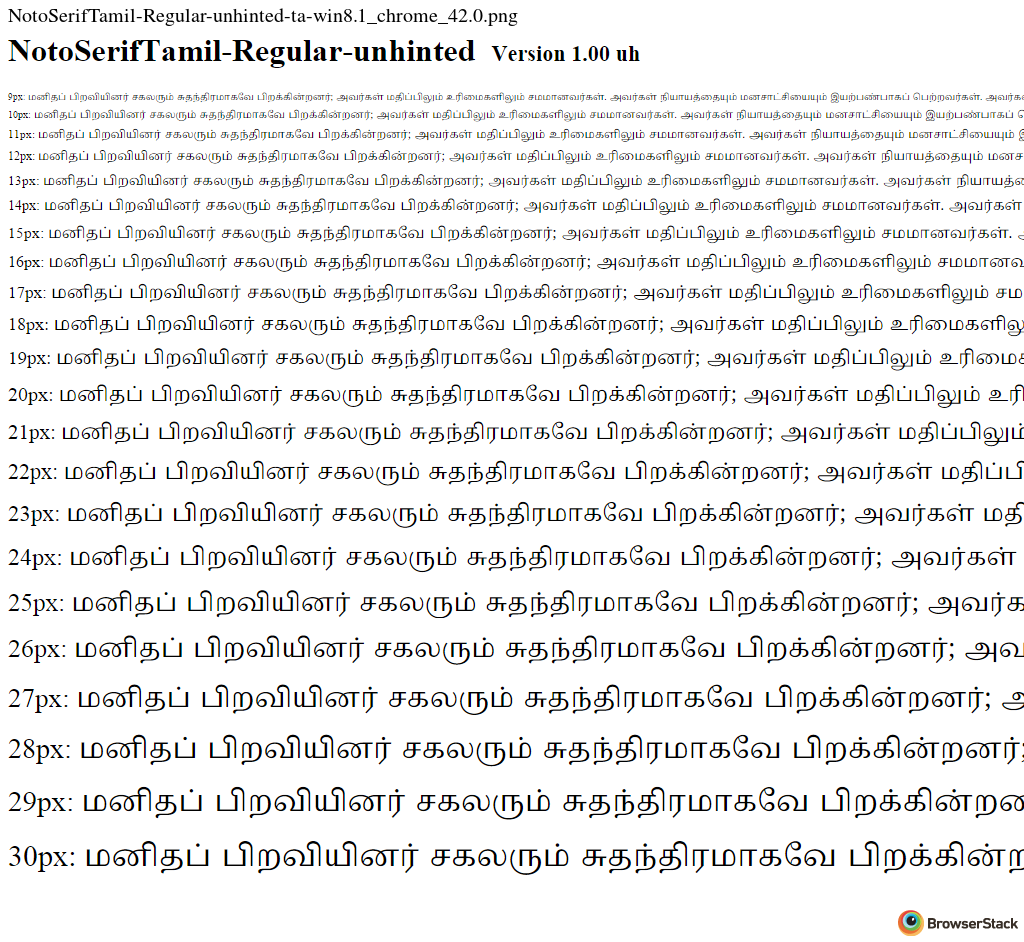 NotoSerifTamil-Regular-unhinted-ta-win8.1_chrome_42.0.png
NotoSerifTamil-Regular-unhinted Version 1.00 uh
9px: மனிதப் பிறவியினர் சகலரும் சுதந்திரமாகவே பிறக்கின்றனர்; அவர்கள் மதிப்பிலும் உரிமைகளிலும் சமமானவர்கள். அவர்கள் நியாயத்தையும் மனசாட்சியையும் இயற்பண்பாகப் பெற்றவர்கள்.
10px: மனிதப் பிறவியினர் சகலரும் சுதந்திரமாகவே பிறக்கின்றனர்; அவர்கள் மதிப்பிலும் உரிமைகளிலும் சமமானவர்கள். அவர்கள் நியாயத்தையும் மனசாட்சியையும் இயற்பண்பாகப்
11px: மனிதப் பிறவியினர் சகலரும் சுதந்திரமாகவே பிறக்கின்றனர்; அவர்கள் மதிப்பிலும் உரிமைகளிலும் சமமானவர்கள். அவர்கள் நியாயத்தையும் மனசாட்சியையும்
12px: மனிதப் பிறவியினர் சகலரும் சுதந்திரமாகவே பிறக்கின்றனர்; அவர்கள் மதிப்பிலும் உரிமைகளிலும் சமமானவர்கள். அவர்கள் நியாயத்தையும் மனச
13px: மனிதப் பிறவியினர் சகலரும் சுதந்திரமாகவே பிறக்கின்றனர்; அவர்கள் மதிப்பிலும் உரிமைகளிலும் சமமானவர்கள். அவர்கள் நியாயத்
14px: மனிதப் பிறவியினர் சகலரும் சுதந்திரமாகவே பிறக்கின்றனர்; அவர்கள் மதிப்பிலும் உரிமைகளிலும் சமமானவர்கள். அவர்கள்
15px: மனிதப் பிறவியினர் சகலரும் சுதந்திரமாகவே பிறக்கின்றனர்; அவர்கள் மதிப்பிலும் உரிமைகளிலும் சமமானவர்கள்.
16px: மனிதப் பிறவியினர் சகலரும் சுதந்திரமாகவே பிறக்கின்றனர்; அவர்கள் மதிப்பிலும் உரிமைகளிலும் சமமானவ
17px: மனிதப் பிறவியினர் சகலரும் சுதந்திரமாகவே பிறக்கின்றனர்; அவர்கள் மதிப்பிலும் உரிமைகளிலும் சம
18px: மனிதப் பிறவியினர் சகலரும் சுதந்திரமாகவே பிறக்கின்றனர்; அவர்கள் மதிப்பிலும் உரிமைகளிலு
19px: மனிதப் பிறவியினர் சகலரும் சுதந்திரமாகவே பிறக்கின்றனர்; அவர்கள் மதிப்பிலும் உரிமை
20px: மனிதப் பிறவியினர் சகலரும் சுதந்திரமாகவே பிறக்கின்றனர்; அவர்கள் மதிப்பிலும் உரி
21px: மனிதப் பிறவியினர் சகலரும் சுதந்திரமாகவே பிறக்கின்றனர்; அவர்கள் மதிப்பிலும்
22px: மனிதப் பிறவியினர் சகலரும் சுதந்திரமாகவே பிறக்கின்றனர்; அவர்கள் மதிப்பி
23px: மனிதப் பிறவியினர் சகலரும் சுதந்திரமாகவே பிறக்கின்றனர்; அவர்கள் மதி
24px: மனிதப் பிறவியினர் சகலரும் சுதந்திரமாகவே பிறக்கின்றனர்; அவர்கள்
25px: மனிதப் பிறவியினர் சகலரும் சுதந்திரமாகவே பிறக்கின்றனர்; அவர்க
26px: மனிதப் பிறவியினர் சகலரும் சுதந்திரமாகவே பிறக்கின்றனர்; அவ
27px: மனிதப் பிறவியினர் சகலரும் சுதந்திரமாகவே பிறக்கின்றனர்;
28px: மனிதப் பிறவியினர் சகலரும் சுதந்திரமாகவே பிறக்கின்றனர்;
29px: மனிதப் பிறவியினர் சகலரும் சுதந்திரமாகவே பிறக்கின்றன
30px: மனிதப் பிறவியினர் சகலரும் சுதந்திரமாகவே பிறக்கின்ற
BrowserStack